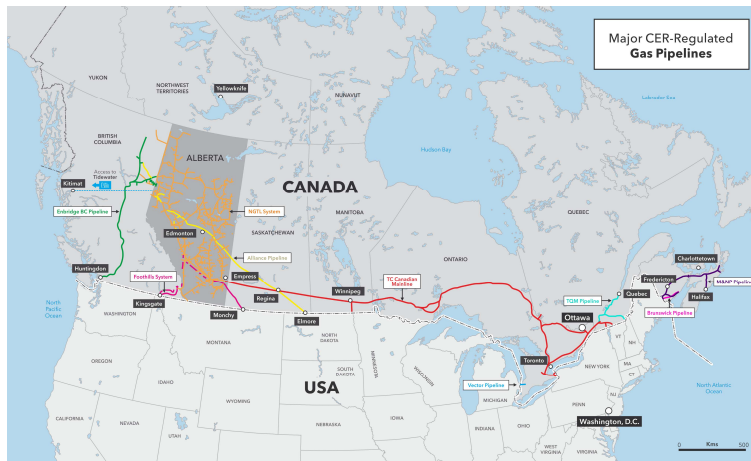 Major CER-Regulated
Gas Pipelines
YUKON
NORTHWEST
TERRITORIES
Yellowknife
NUNAVUT
Labrador Sea
BRITISH
COLUMBIA
ALBERTA
Hudson Bay
Access to
Tidewater
Kitimat
CANADA
Enbridge BC Pipeline
NGTL System
MANITOBA
QUEBEC
Edmonton
SASKATCHEWAN
Alliance Pipeline
ONTARIO
Huntingdon
Foothills System
Empress
TC Canadian
Mainline
Charlottetown
Fredericton
M&NP Pipeline
Winnipeg
Regina
Kingsgate
Monchy
Elmore
TQM Pipeline
Quebec
Halifax
Brunswick Pipeline
North
Pacific
Ocean
WASHINGTON
MONTANA
NORTH
DAKOTA
MINNESOTA
Ottawa
VT
NH
OREGON
IDAHO
SOUTH
DAKOTA
WISCONSIN
Toronto
NEW YORK
MA
CT
USA
Vector Pipeline
MICHIGAN
North Atlantic
Ocean
WYOMING
CALIFORNIA
NEVADA
UTAH
NEBRASKA
IOWA
INDIANA
OHIO
PENN
NJ
WEST
VIRGINIA
VIRGINIA
Washington, D.C.
0
Kms
500